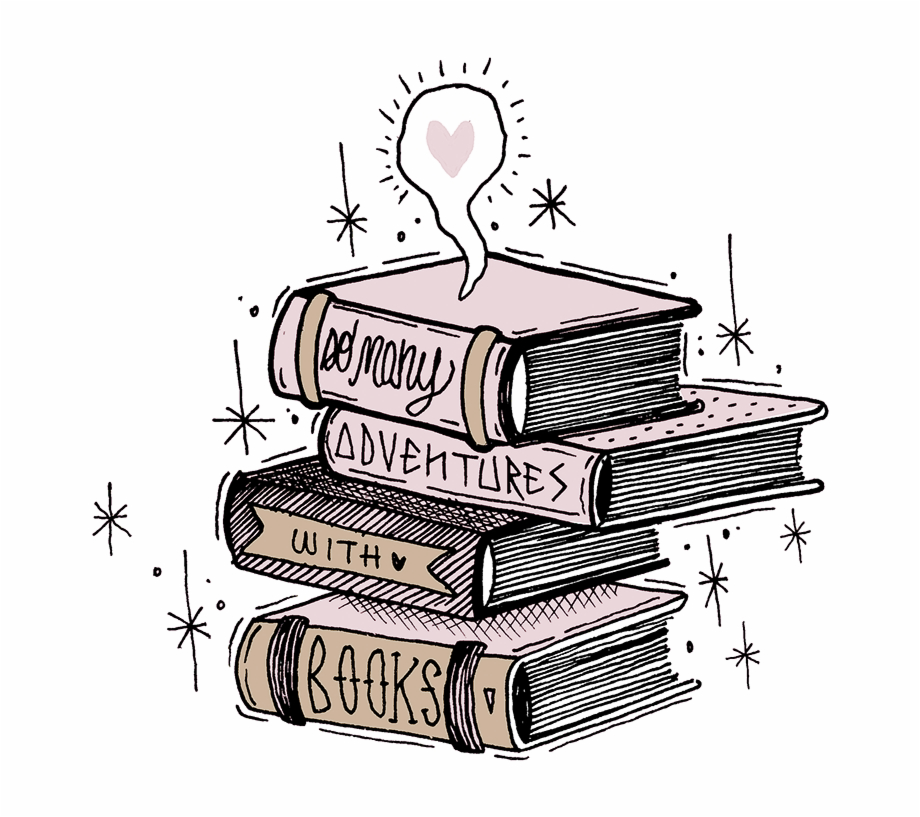 so many
ADVENTURES
WITH
BOOKS